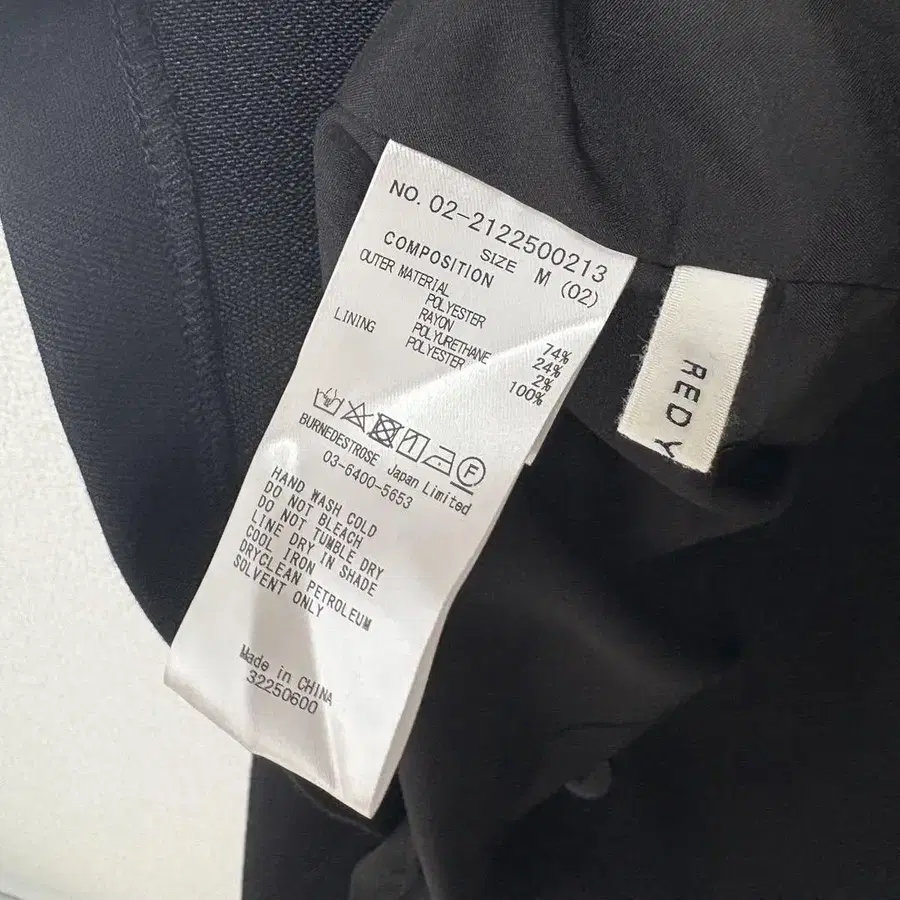 NO. 02-2122500213
SIZE M (02)
COMPOSITION
OUTER MATERIAL
POLYESTER 74%
RAYON 24%
POLYURETHANE 2%
LINING POLYESTER 100%
F
BURNEDESTROSE Japan Limited
03-6400-5653
HAND WASH COLD
DO NOT BLEACH
DO NOT TUMBLE DRY
LINE DRY IN SHADE
COOL IRON
DRYCLEAN PETROLEUM
SOLVENT ONLY
Made in CHINA
32250600
REDY